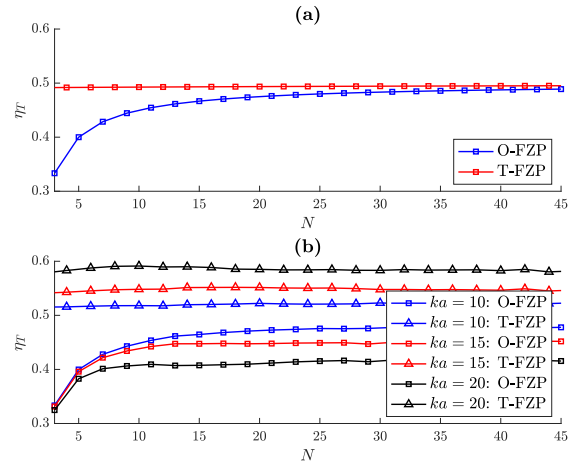 (a)
0.6
0.5
0.4
0.3
η_T
5 10 15 20 25 30 35 40 45
N
O-FZP
T-FZP
(b)
0.6
0.5
0.4
0.3
η_T
5 10 15 20 25 30 35 40 45
N
ka = 10: O-FZP
ka = 10: T-FZP
ka = 15: O-FZP
ka = 15: T-FZP
ka = 20: O-FZP
ka = 20: T-FZP